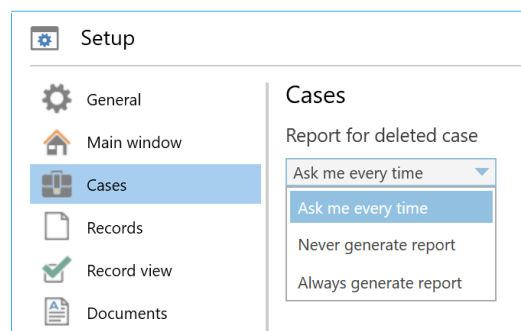 Setup
General
Main window
Cases
Records
Record view
Documents
Cases
Report for deleted case
Ask me every time
Ask me every time
Never generate report
Always generate report